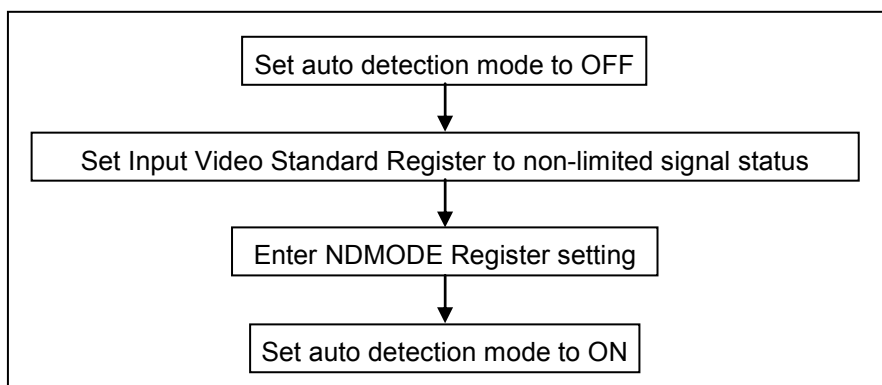 Set auto detection mode to OFF
Set Input Video Standard Register to non-limited signal status
Enter NDMODE Register setting
Set auto detection mode to ON